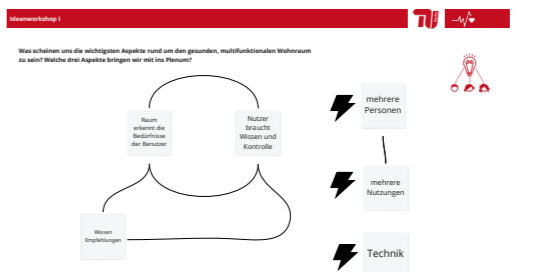 Ideenworkshop I
Was scheinen uns die wichtigsten Aspekte rund um den gesunden, multifunktionalen Wohnraum
zu sein? Welche drei Aspekte bringen wir mit ins Plenum?
Raum
erkennt die
Bedürfnisse
der Benutzer
Nutzer
braucht
Wissen und
Kontrolle
mehrere
Personen
mehrere
Nutzungen
Wissen
Empfehlungen
Technik